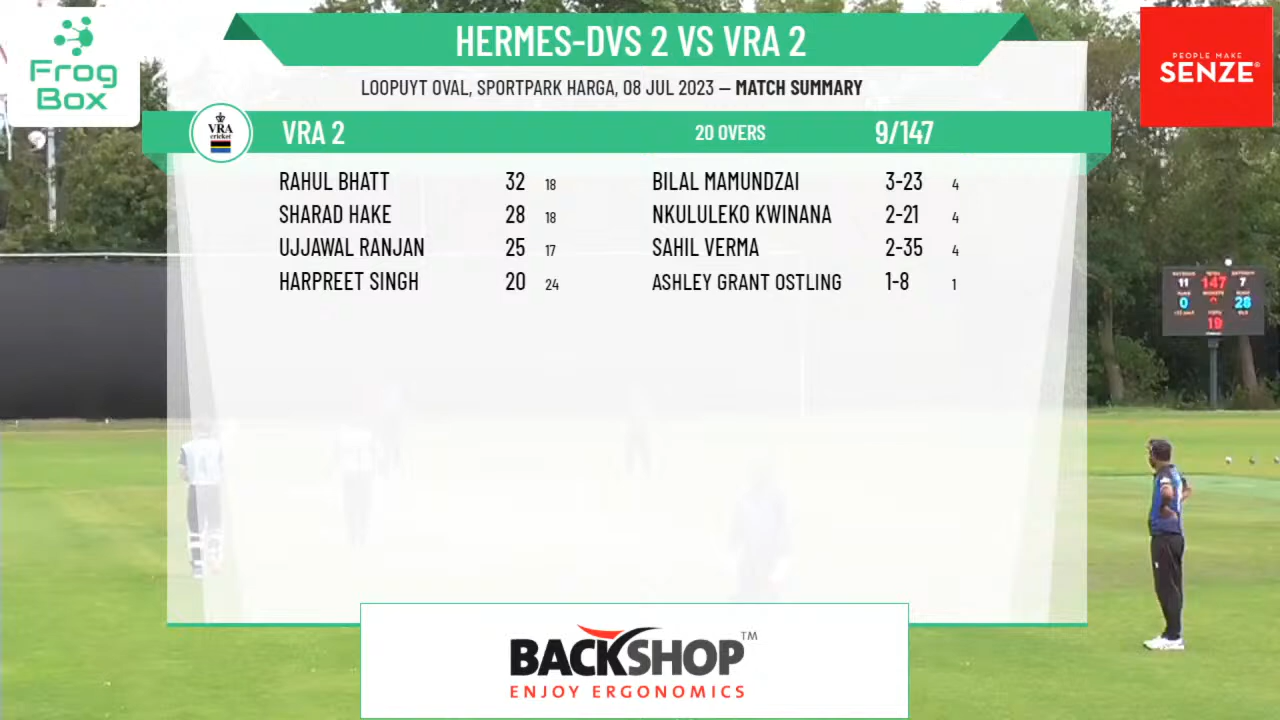 Frog
Box
HERMES-DVS 2 VS VRA 2
PEOPLE MAKE
SENZE®
LOOPUYT OVAL, SPORTPARK HARGA, 08 JUL 2023 – MATCH SUMMARY
VRA
cricket
VRA 2 20 OVERS 9/147
RAHUL BHATT 32 18 BILAL MAMUNDZAI 3-23 4
SHARAD HAKE 28 18 NKULULEKO KWINANA 2-21 4
UJJAWAL RANJAN 25 17 SAHIL VERMA 2-35 4
HARPREET SINGH 20 24 ASHLEY GRANT OSTLING 1-8 1
11 147 7
0 28
19
BACKSHOP™
ENJOY ERGONOMICS